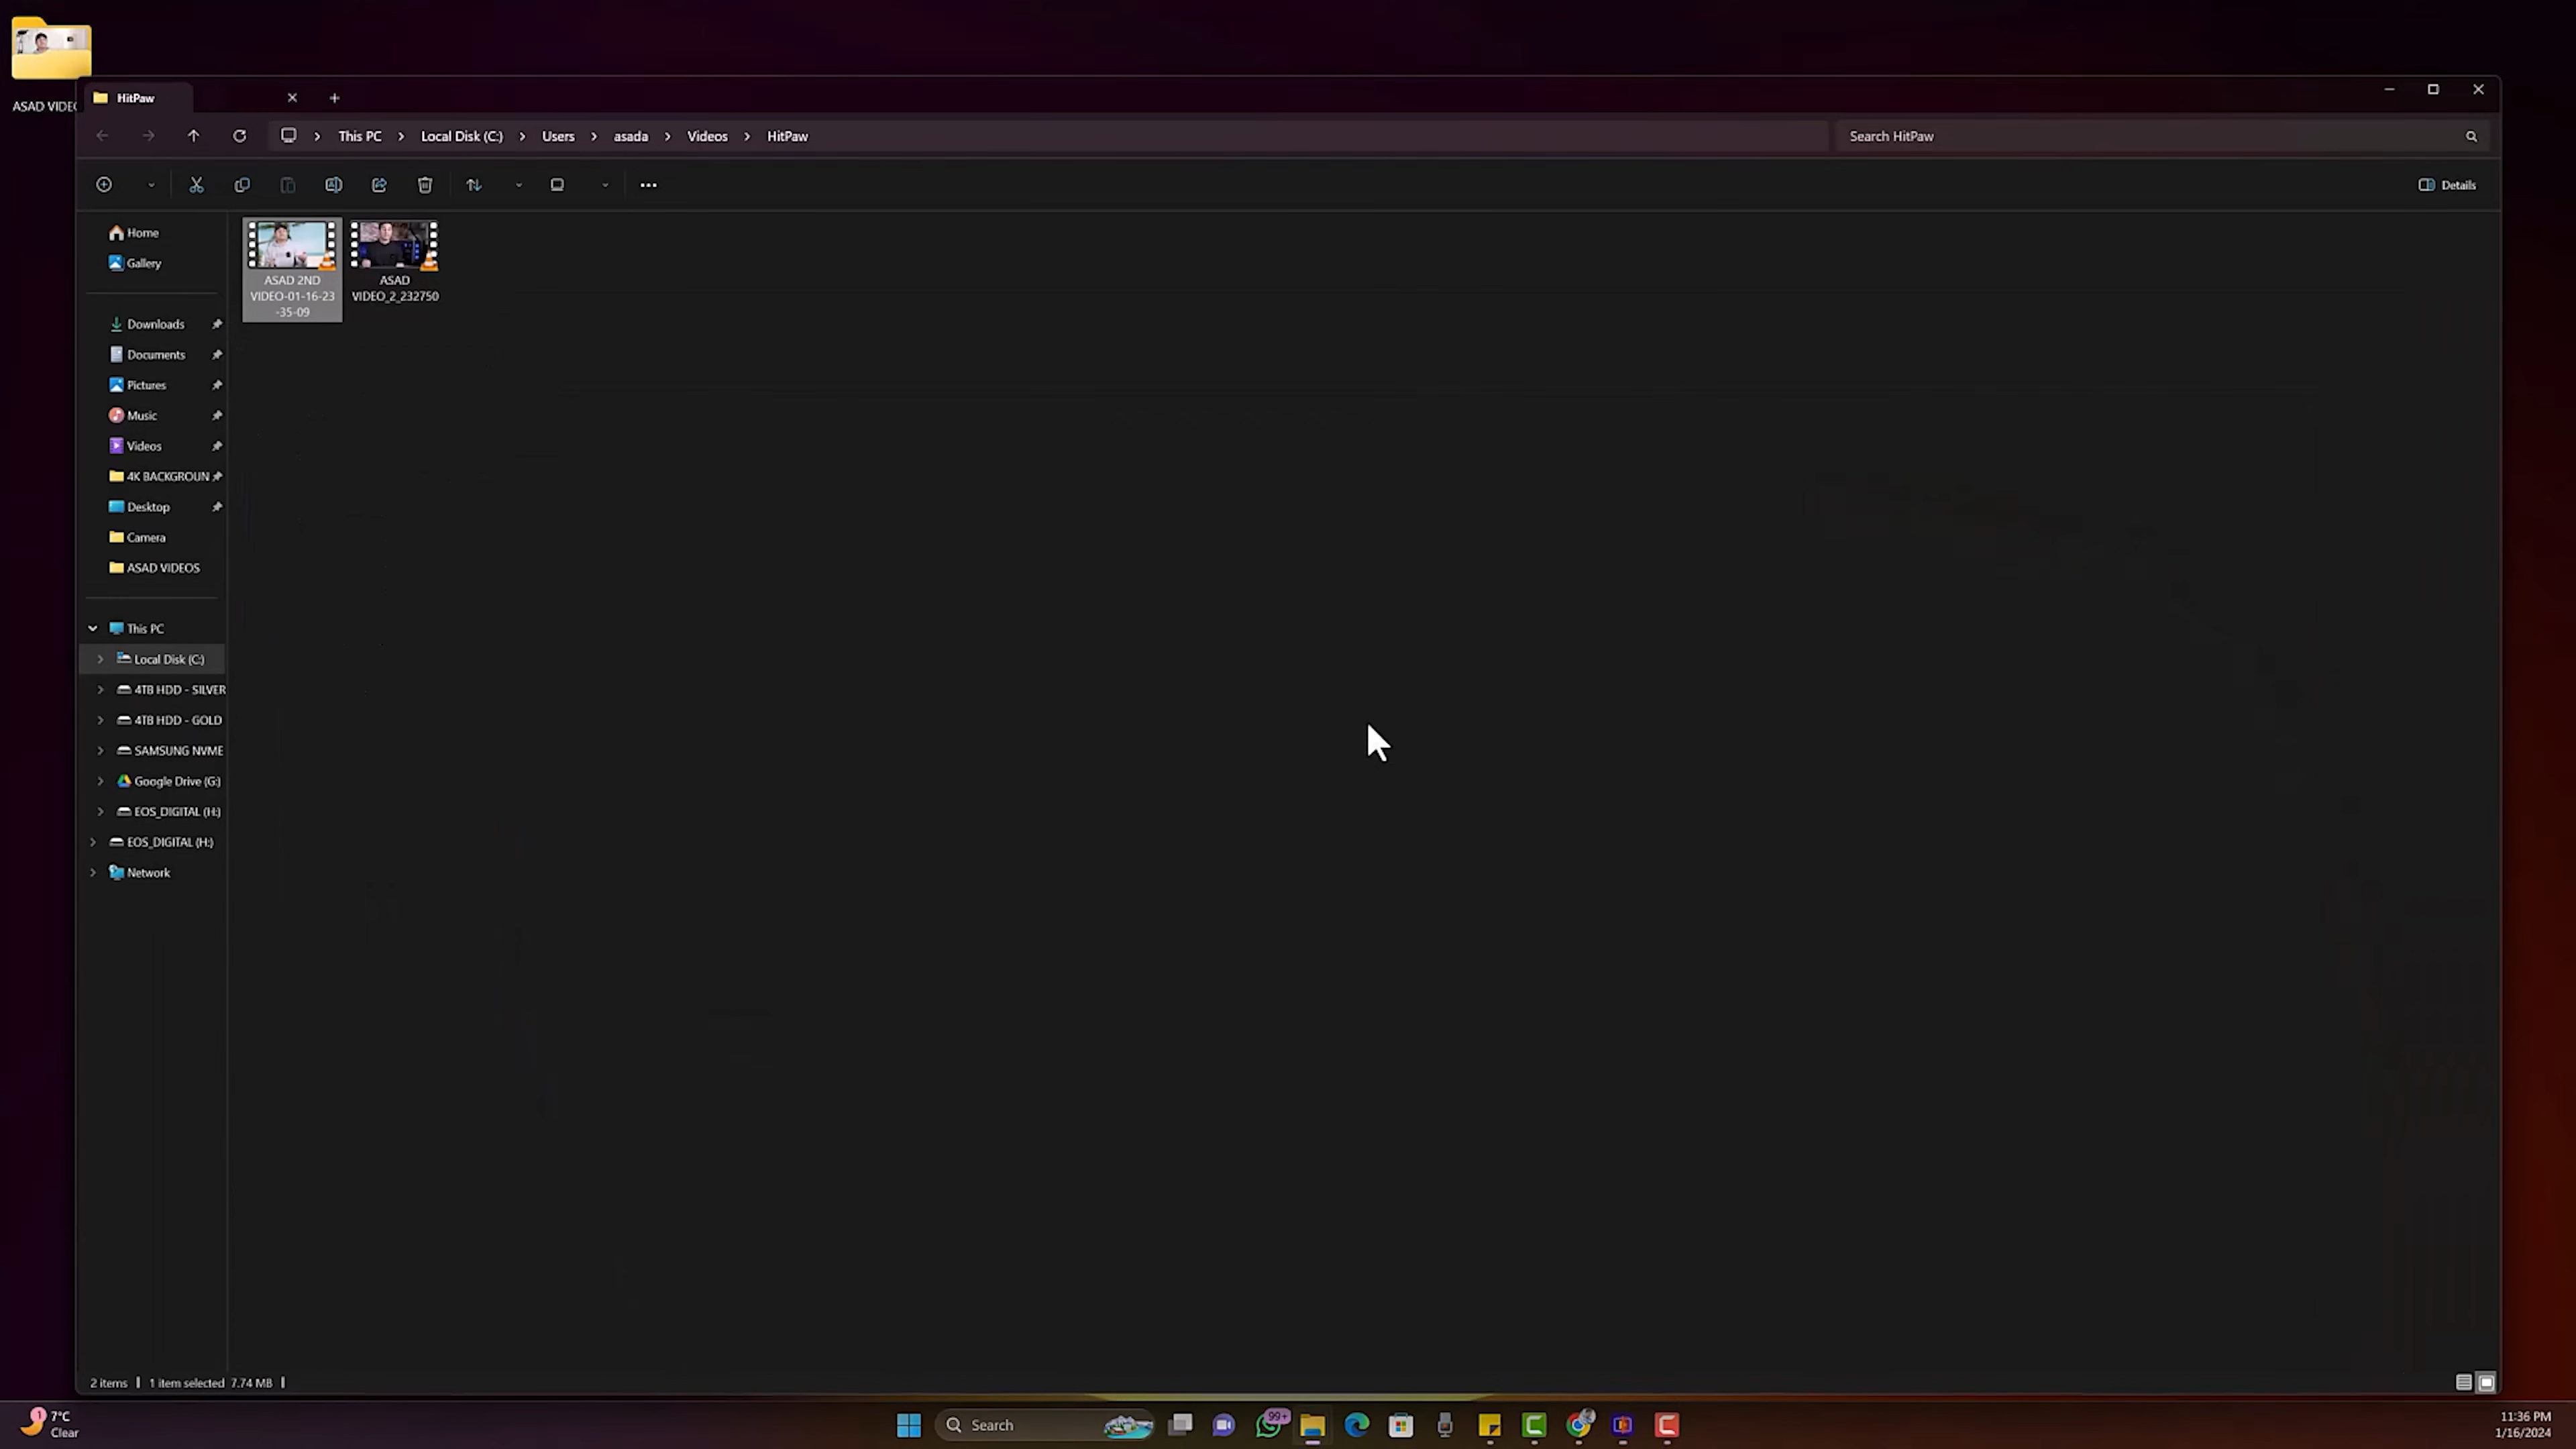 ASAD VIDEO
HitPaw
This PC
Local Disk (C:)
Users
asada
Videos
HitPaw
Search HitPaw
Details
Home
Gallery
Downloads
Documents
Pictures
Music
Videos
4K BACKGROUN
Desktop
Camera
ASAD VIDEOS
This PC
Local Disk (C:)
4TB HDD - SILVER
4TB HDD - GOLD
SAMSUNG NVME
Google Drive (G:)
EOS_DIGITAL (H:)
EOS_DIGITAL (H:)
Network
ASAD 2ND
VIDEO-01-16-23
-35-09
ASAD
VIDEO_2_232750
2 items
1 item selected 7.74 MB
1
7°C
Clear
Search
99+
11:36 PM
1/16/2024